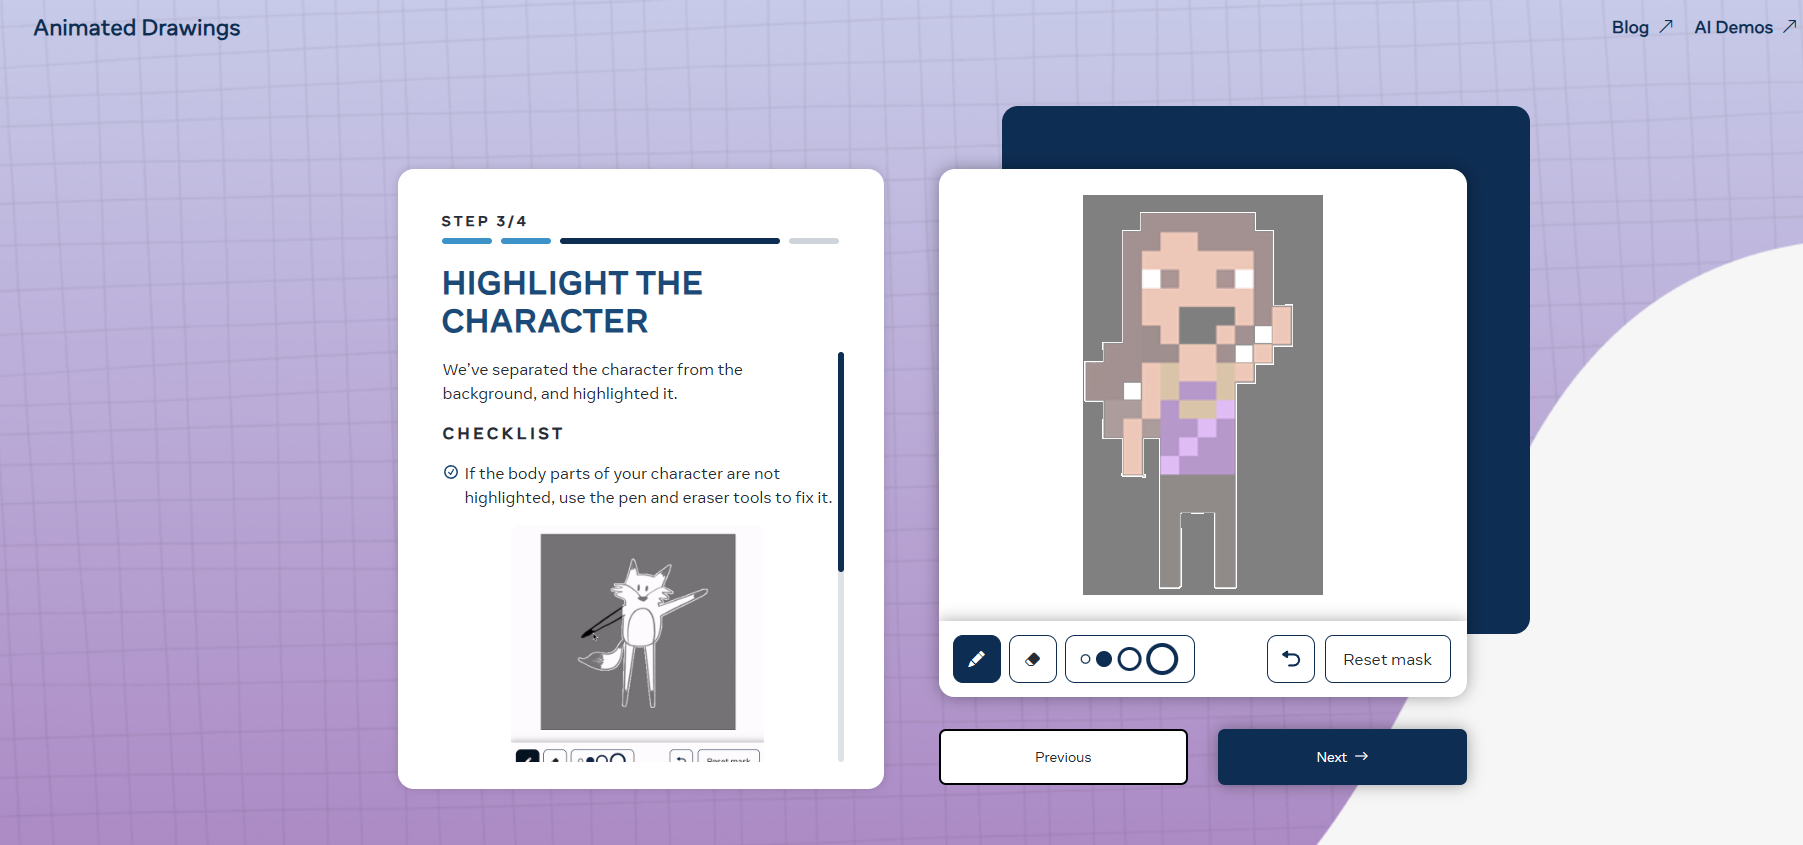 Animated Drawings
Blog
AI Demos
STEP 3/4
HIGHLIGHT THE
CHARACTER
We've separated the character from the
background, and highlighted it.
CHECKLIST
If the body parts of your character are not
highlighted, use the pen and eraser tools to fix it.
Reset mask
Reset mask
Previous
Next